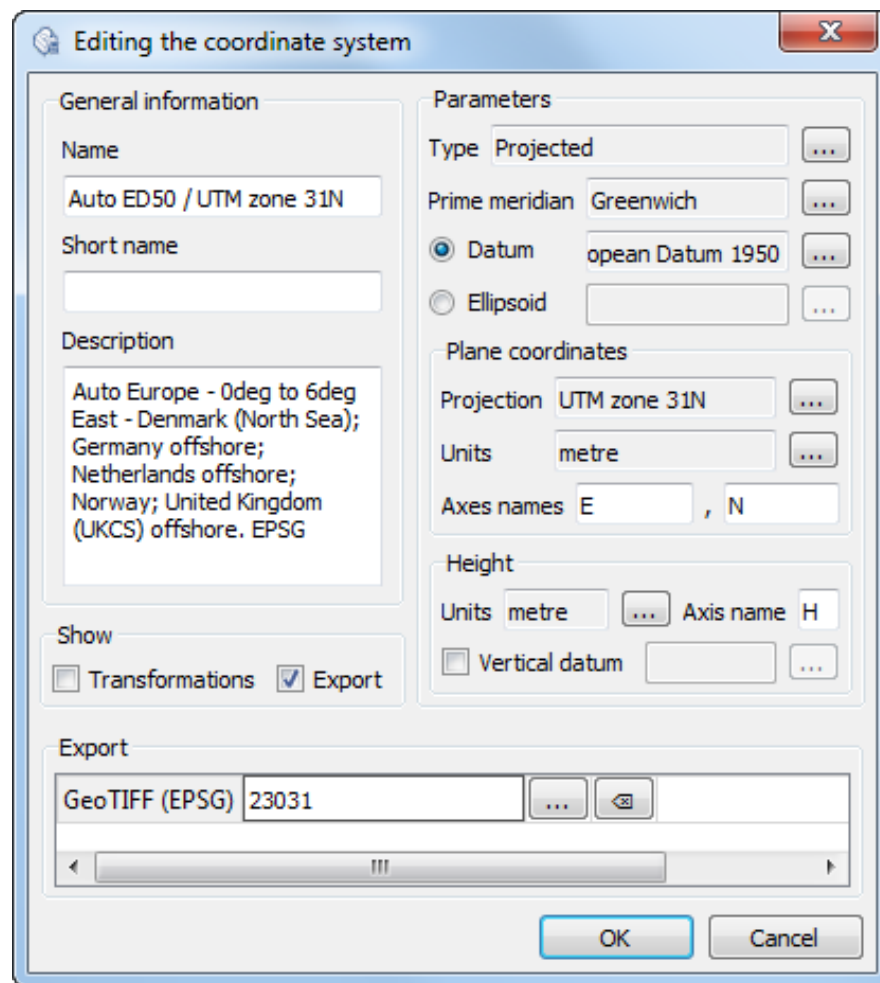 Editing the coordinate system
General information
Name
Auto ED50 / UTM zone 31N
Short name
Description
Auto Europe - 0deg to 6deg
East - Denmark (North Sea);
Germany offshore;
Netherlands offshore;
Norway; United Kingdom
(UKCS) offshore. EPSG
Show
Transformations Export
Parameters
Type Projected ...
Prime meridian Greenwich ...
Datum opean Datum 1950 ...
Ellipsoid ...
Plane coordinates
Projection UTM zone 31N ...
Units metre ...
Axes names E , N
Height
Units metre ... Axis name H
Vertical datum ...
Export
GeoTIFF (EPSG) 23031 ...
OK Cancel